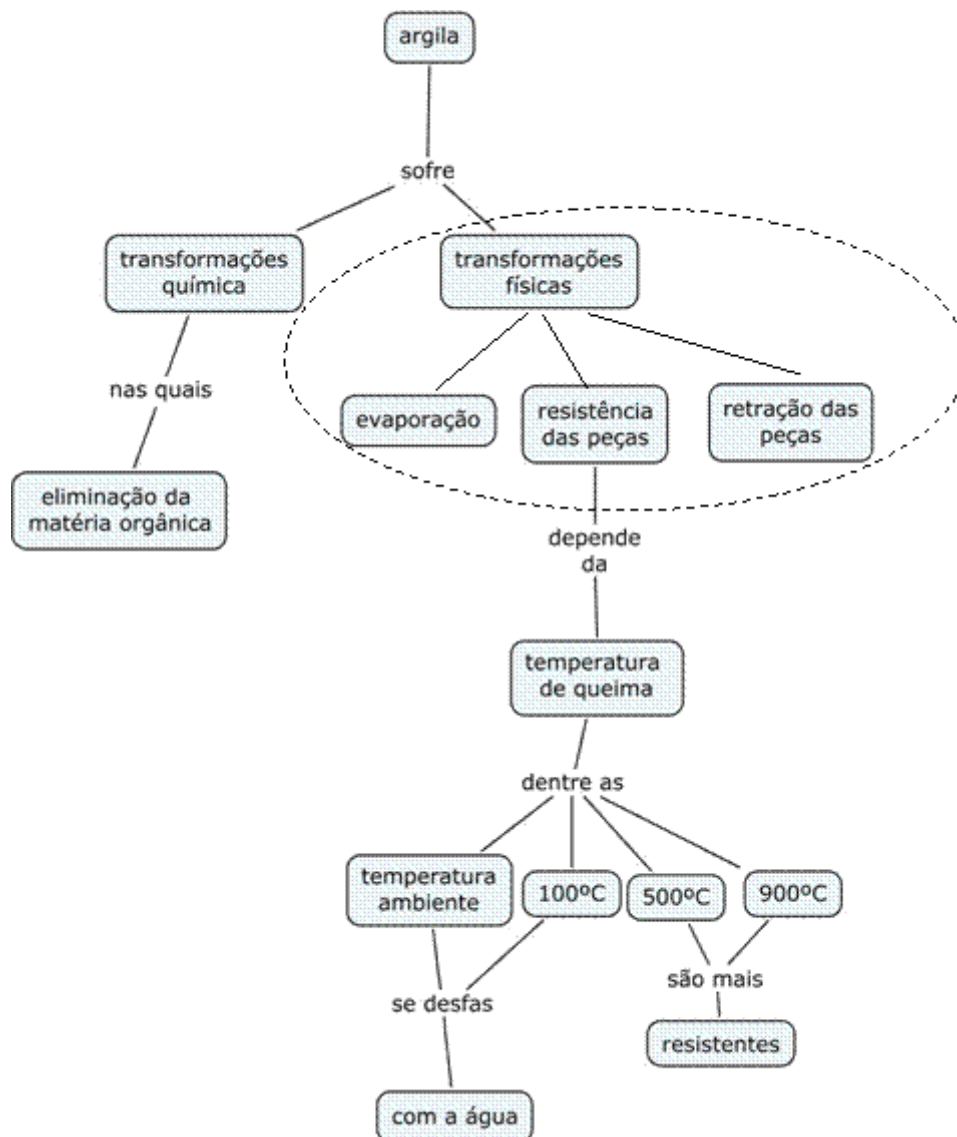 argila
sofre
transformações
química
transformações
físicas
nas quais
evaporação
resistência
das peças
retração das
peças
eliminação da
matéria orgânica
depende
da
temperatura
de queima
dentre as
temperatura
ambiente
100ºC
500ºC
900ºC
se desfas
são mais
resistentes
com a água